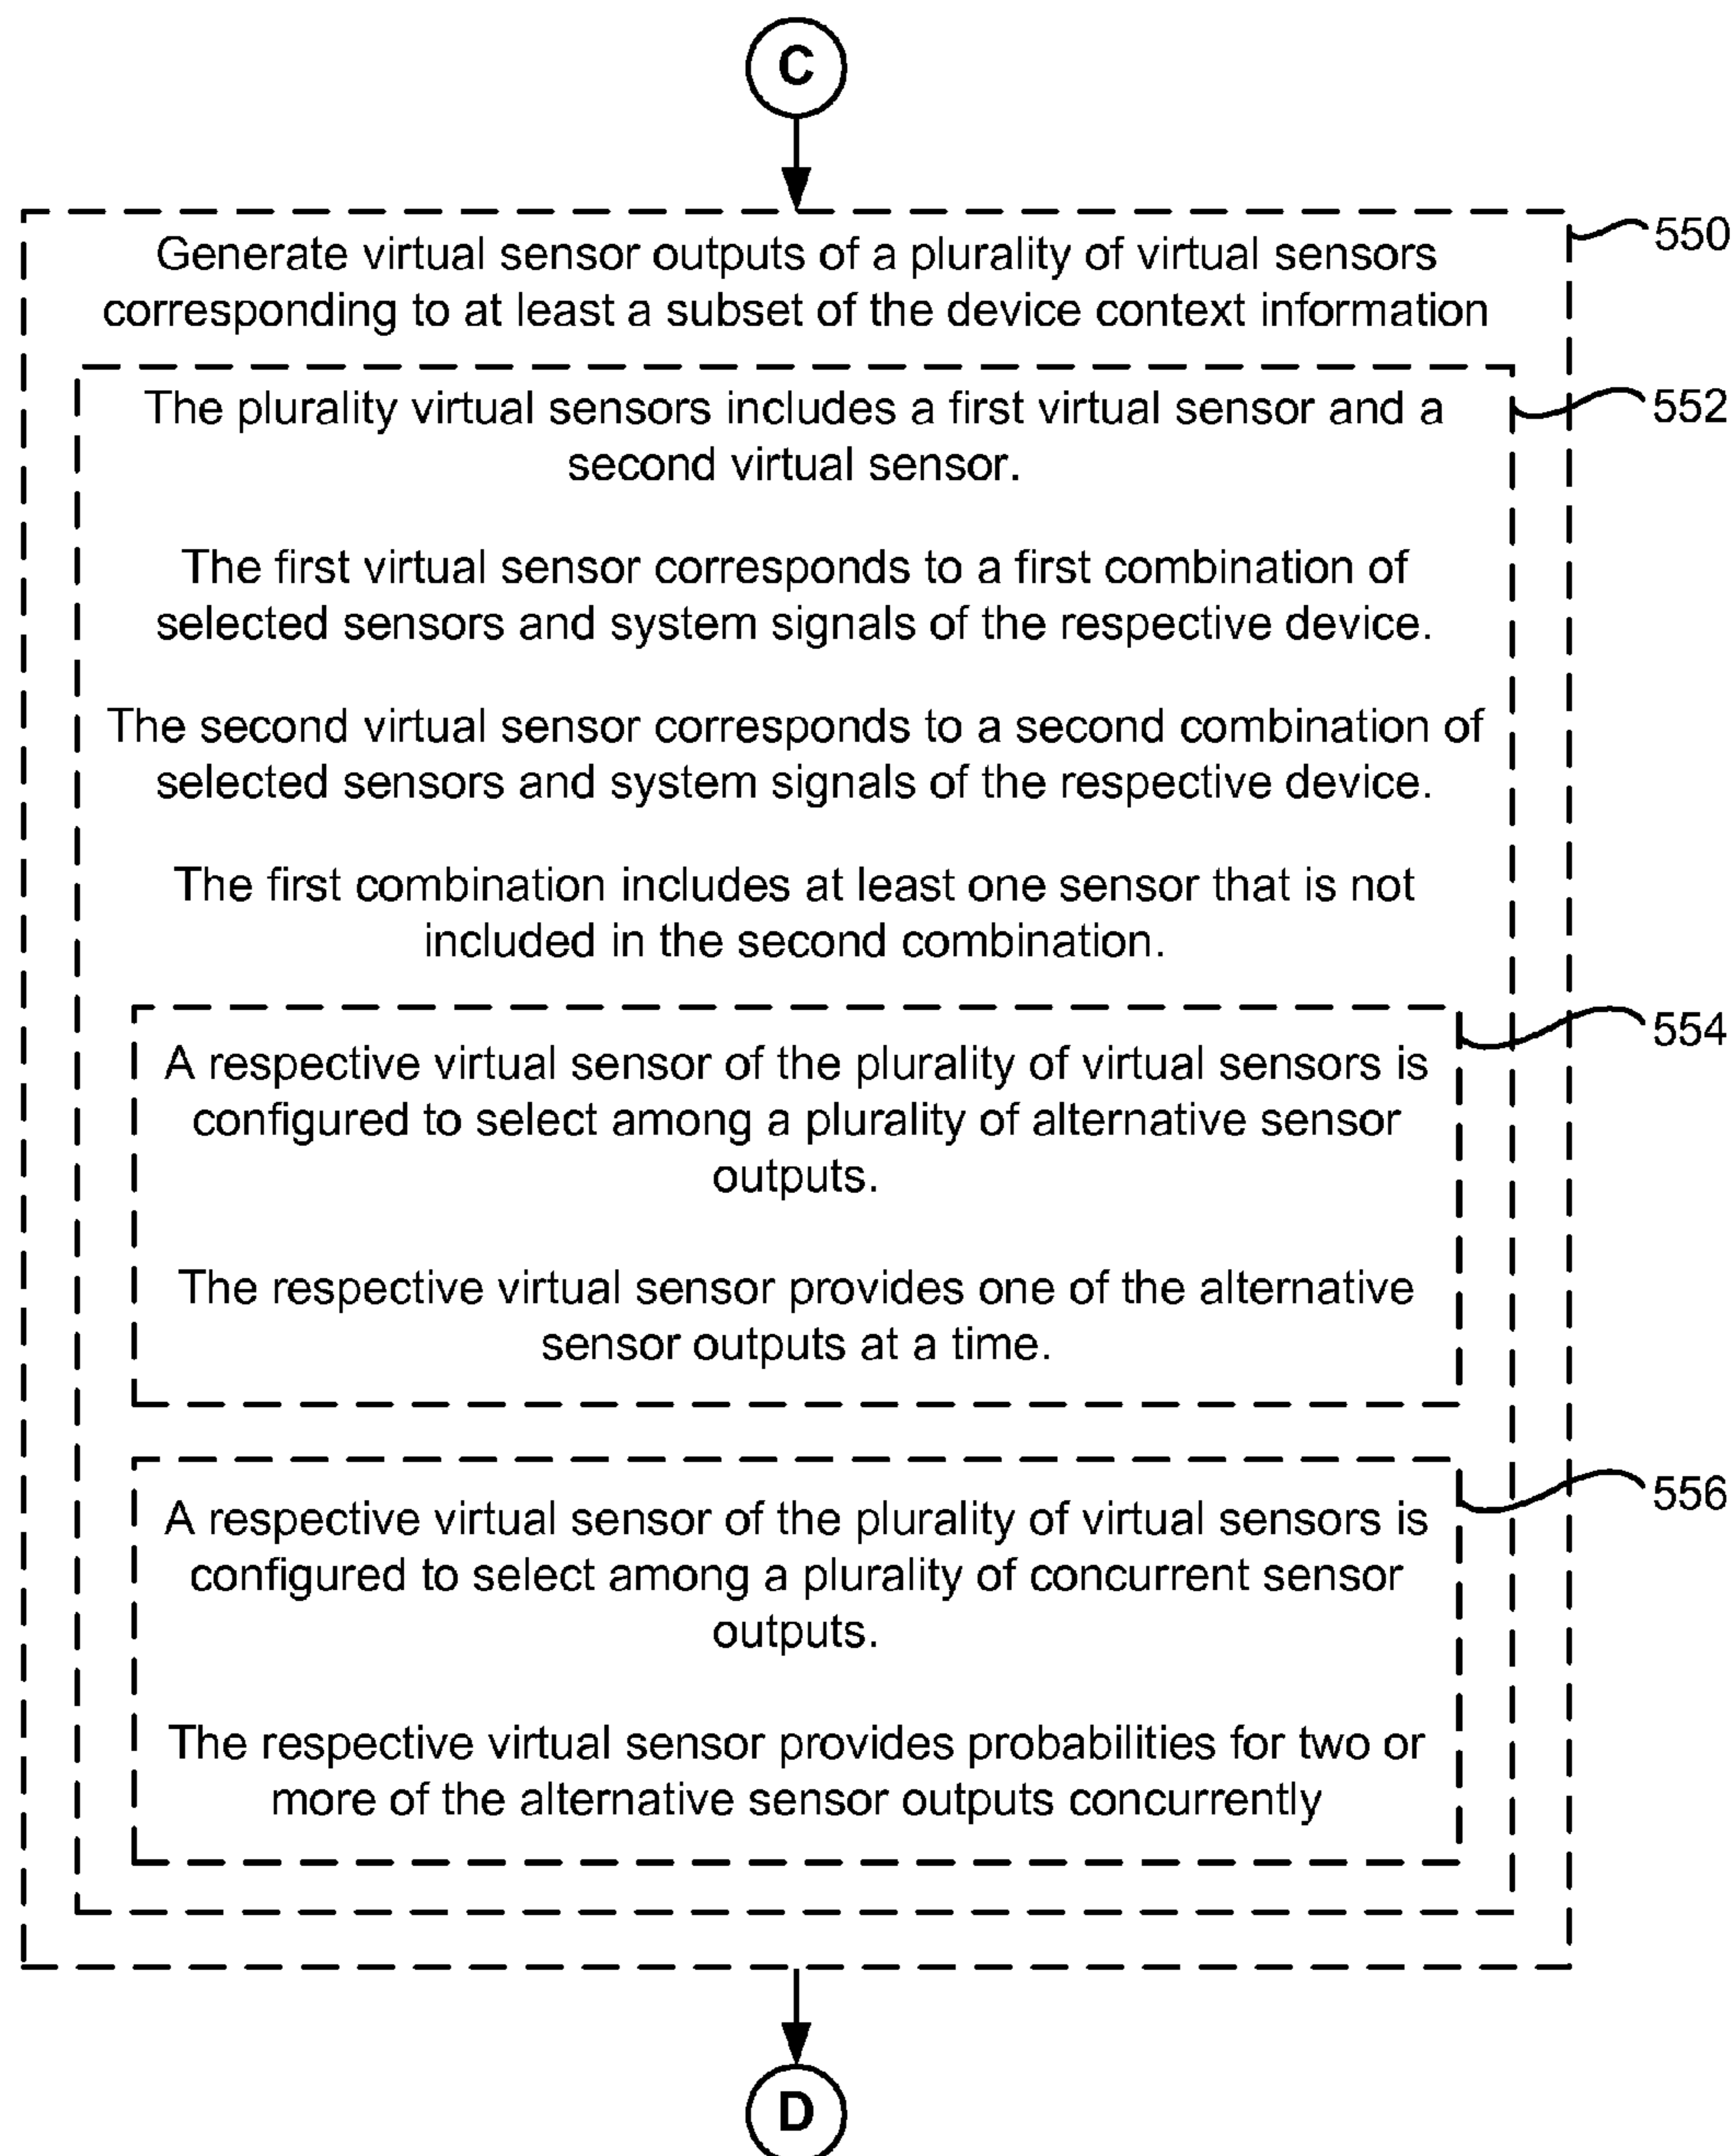 C
550
Generate virtual sensor outputs of a plurality of virtual sensors
corresponding to at least a subset of the device context information
552
The plurality virtual sensors includes a first virtual sensor and a
second virtual sensor.
The first virtual sensor corresponds to a first combination of
selected sensors and system signals of the respective device.
The second virtual sensor corresponds to a second combination of
selected sensors and system signals of the respective device.
The first combination includes at least one sensor that is not
included in the second combination.
554
A respective virtual sensor of the plurality of virtual sensors is
configured to select among a plurality of alternative sensor
outputs.
The respective virtual sensor provides one of the alternative
sensor outputs at a time.
556
A respective virtual sensor of the plurality of virtual sensors is
configured to select among a plurality of concurrent sensor
outputs.
The respective virtual sensor provides probabilities for two or
more of the alternative sensor outputs concurrently
D